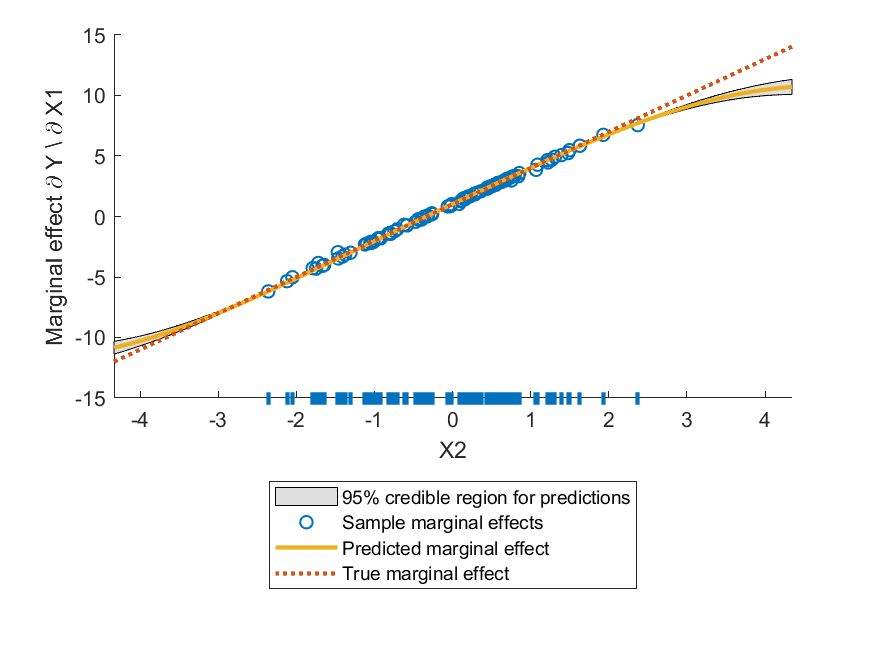 15
10
5
0
-5
-10
-15
Marginal effect ∂ Y \ ∂ X1
-4 -3 -2 -1 0 1 2 3 4
X2
95% credible region for predictions
Sample marginal effects
Predicted marginal effect
True marginal effect